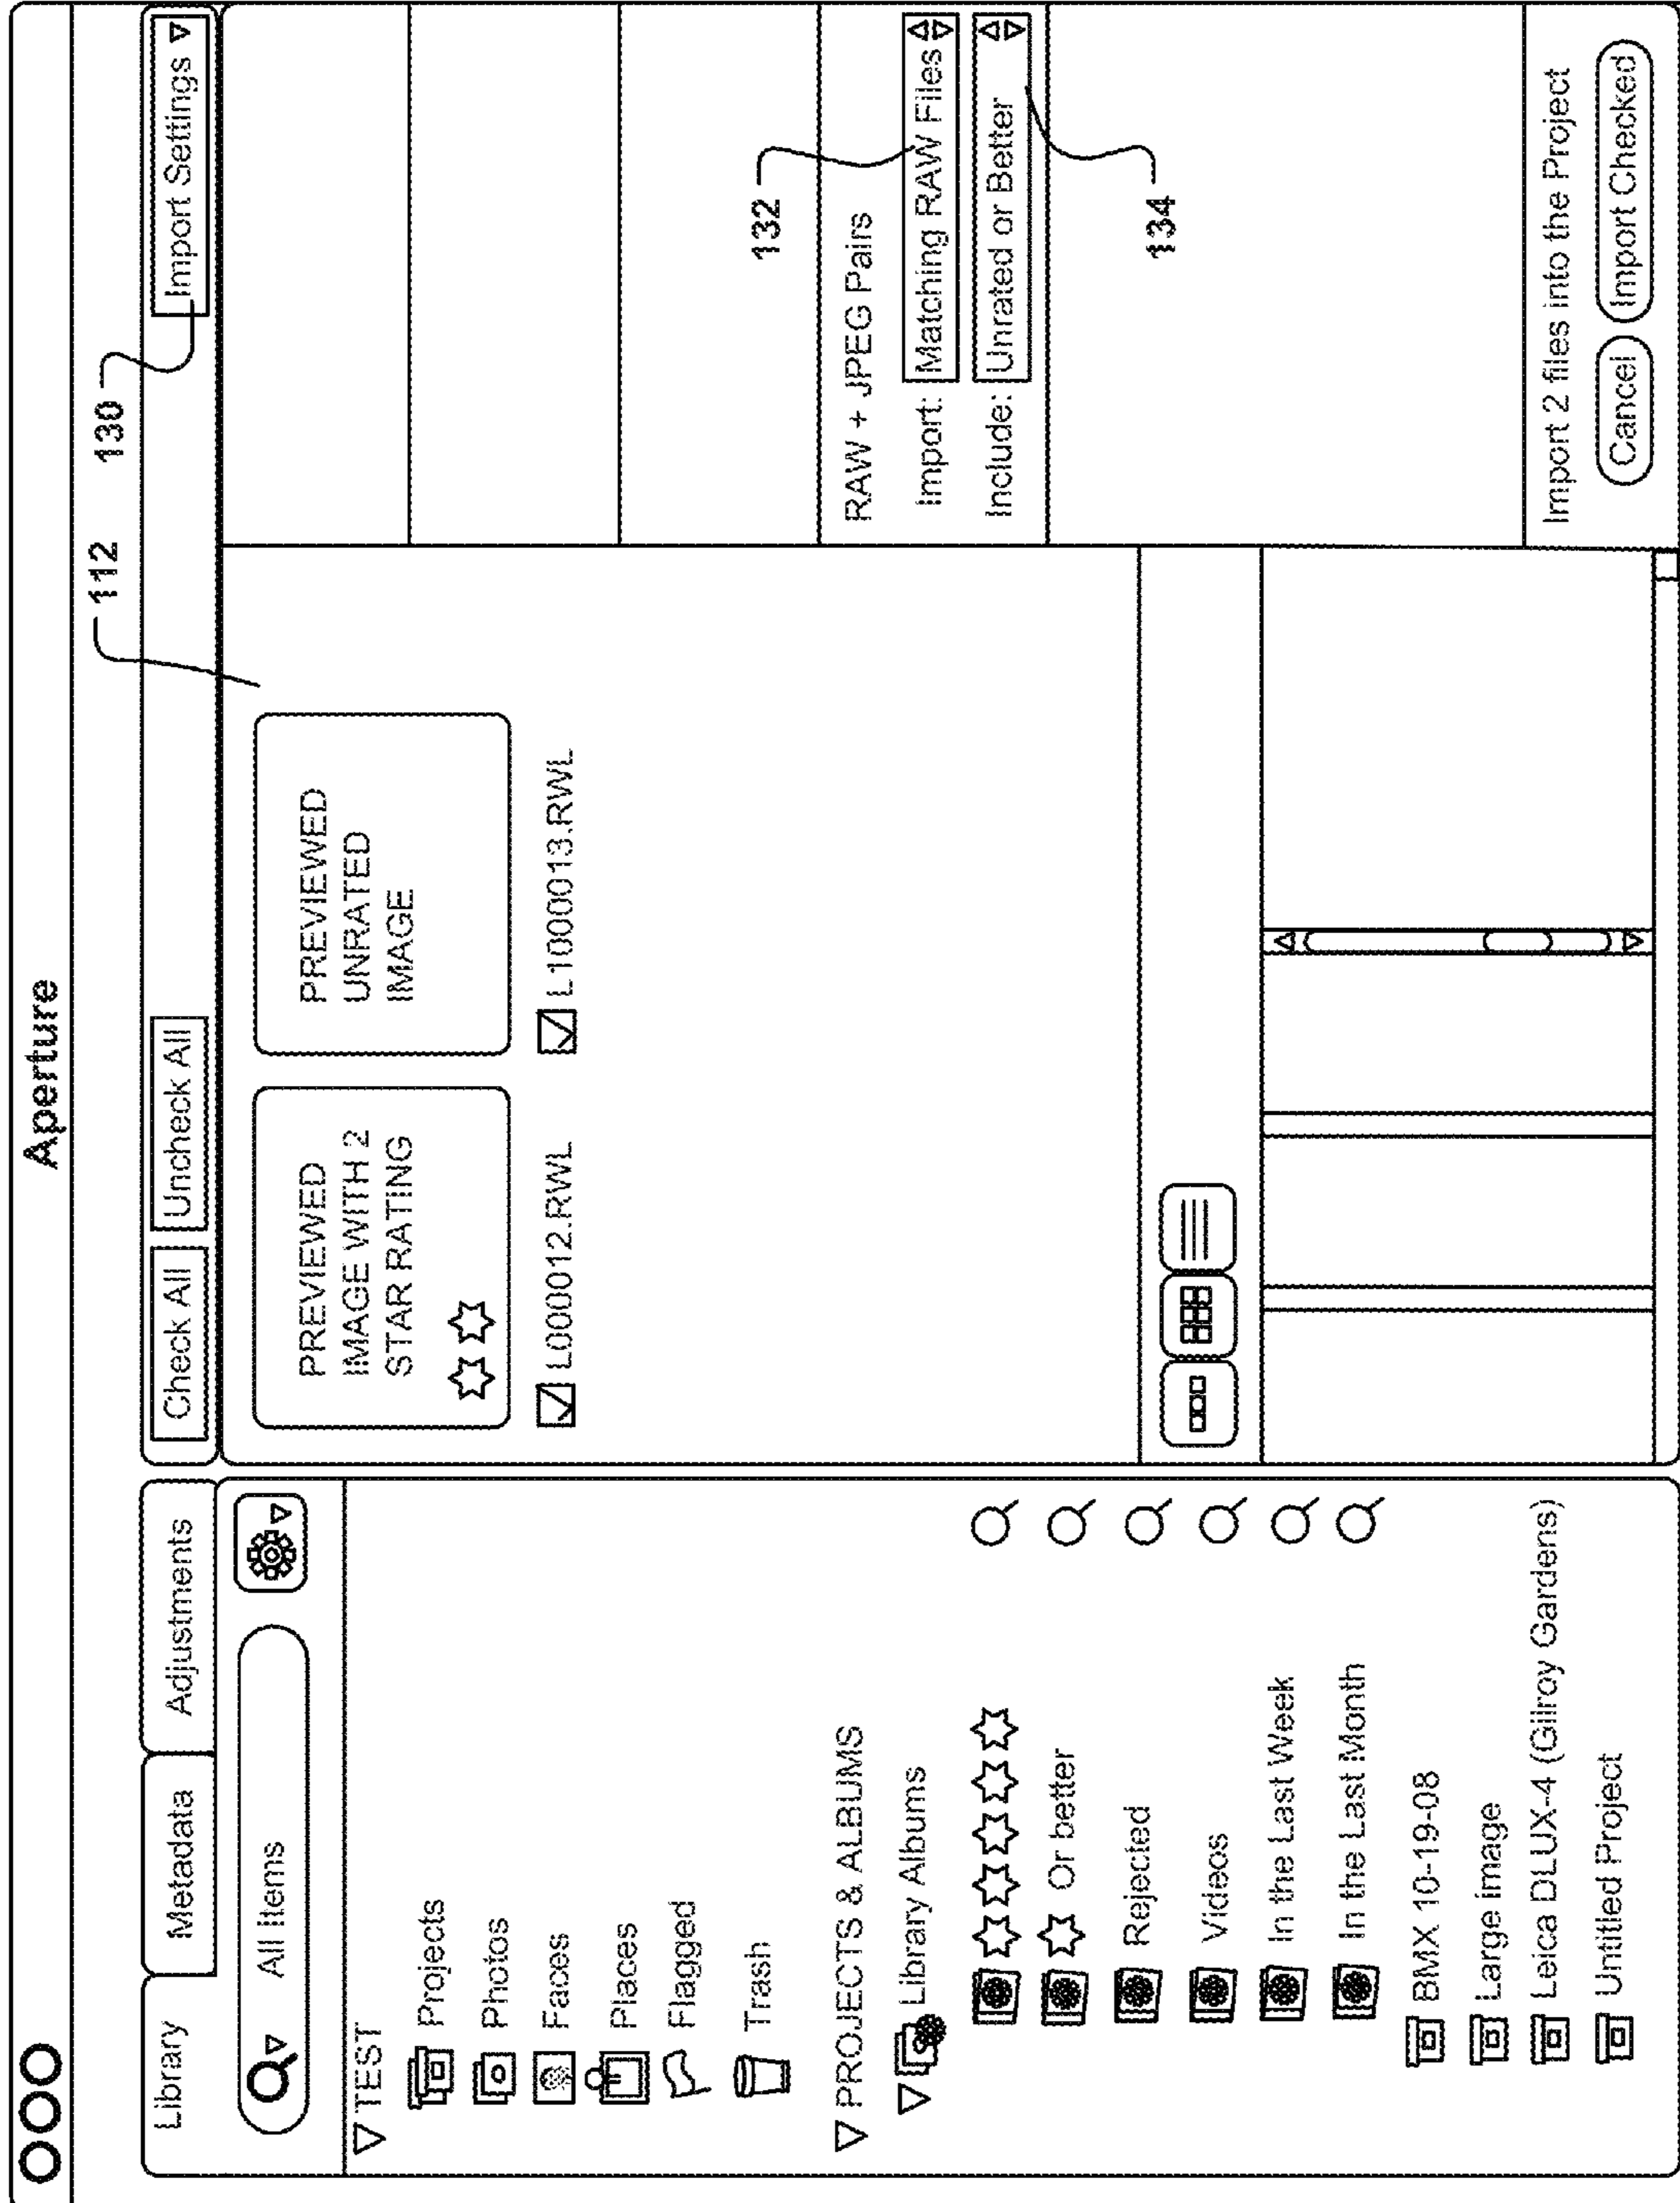 Aperture
112
130
Library
Metadata
Adjustments
Check All
Uncheck All
Import Settings
All Items
TEST
Projects
Photos
Faces
Places
Flagged
Trash
PROJECTS & ALBUMS
Library Albums
Or better
Rejected
Videos
In the Last Week
In the Last Month
BMX 10-19-08
Large image
Leica DLUX-4 (Gilroy Gardens)
Untitled Project
PREVIEWED
IMAGE WITH 2
STAR RATING
L000012.RWL
PREVIEWED
UNRATED
IMAGE
L1000013.RWL
132
RAW + JPEG Pairs
Import: Matching RAW Files
Include: Unrated or Better
134
Import 2 files into the Project
Cancel
Import Checked